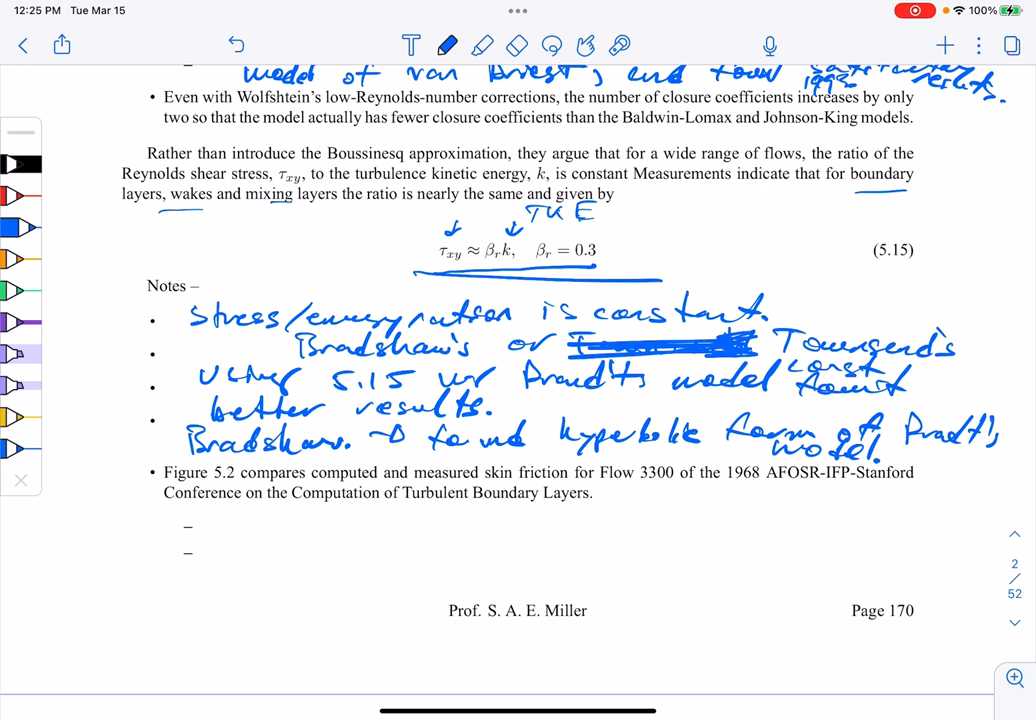 12:25 PM Tue Mar 15
100%
model of van Driest, and found satisfactory
1995 results.
• Even with Wolfshtein's low-Reynolds-number corrections, the number of closure coefficients increases by only
two so that the model actually has fewer closure coefficients than the Baldwin-Lomax and Johnson-King models.
Rather than introduce the Boussinesq approximation, they argue that for a wide range of flows, the ratio of the
Reynolds shear stress, τxy, to the turbulence kinetic energy, k, is constant Measurements indicate that for boundary
layers, wakes and mixing layers the ratio is nearly the same and given by
TKE
τxy ≈ βrk, βr = 0.3 (5.15)
Notes –
• Stress/energy ration is constant.
• Bradshaw's or Townsend's
const
• Using 5.15 w/ Prandtl's model found
better results.
• Bradshaw. → found hyperbolic form of Prandtl's
model!
• Figure 5.2 compares computed and measured skin friction for Flow 3300 of the 1968 AFOSR-IFP-Stanford
Conference on the Computation of Turbulent Boundary Layers.
–
–
2
/
52
Prof. S. A. E. Miller Page 170